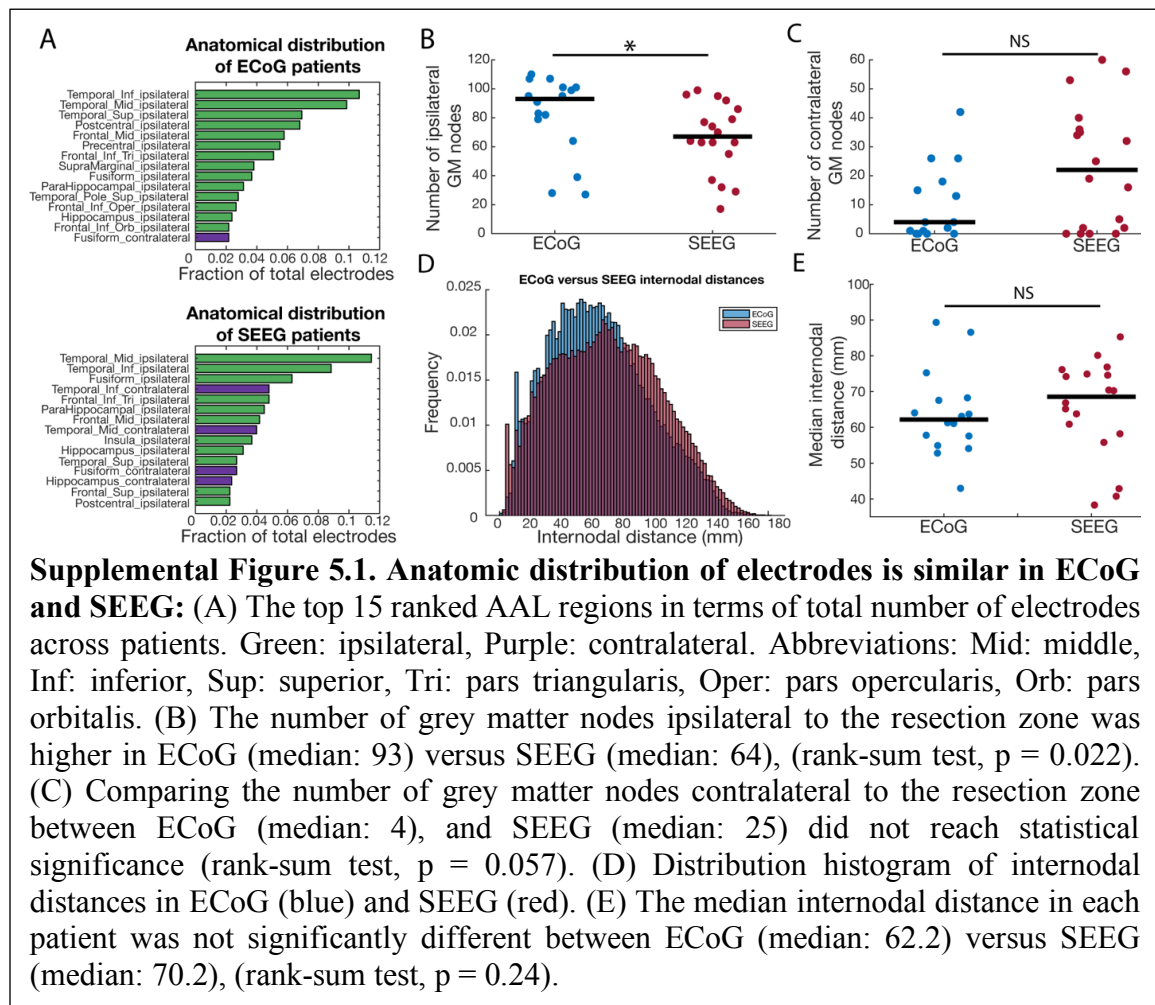 A
Anatomical distribution
of ECoG patients
Temporal_Inf_ipsilateral
Temporal_Mid_ipsilateral
Temporal_Sup_ipsilateral
Postcentral_ipsilateral
Frontal_Mid_ipsilateral
Precentral_ipsilateral
Frontal_Inf_Tri_ipsilateral
SupraMarginal_ipsilateral
Fusiform_ipsilateral
ParaHippocampal_ipsilateral
Temporal_Pole_Sup_ipsilateral
Frontal_Inf_Oper_ipsilateral
Hippocampus_ipsilateral
Frontal_Inf_Orb_ipsilateral
Fusiform_contralateral
0 0.02 0.04 0.06 0.08 0.1 0.12
Fraction of total electrodes
Anatomical distribution
of SEEG patients
Temporal_Mid_ipsilateral
Temporal_Inf_ipsilateral
Fusiform_ipsilateral
Temporal_Inf_contralateral
Frontal_Inf_Tri_ipsilateral
ParaHippocampal_ipsilateral
Frontal_Mid_ipsilateral
Temporal_Mid_contralateral
Insula_ipsilateral
Hippocampus_ipsilateral
Temporal_Sup_ipsilateral
Fusiform_contralateral
Hippocampus_contralateral
Frontal_Sup_ipsilateral
Postcentral_ipsilateral
0 0.02 0.04 0.06 0.08 0.1 0.12
Fraction of total electrodes
B
*
Number of ipsilateral
GM nodes
120
100
80
60
40
20
0
ECoG SEEG
C
NS
Number of contralateral
GM nodes
60
50
40
30
20
10
0
ECoG SEEG
D
ECoG versus SEEG internodal distances
ECoG
SEEG
Frequency
0.025
0.02
0.015
0.01
0.005
0
0 20 40 60 80 100 120 140 160 180
Internodal distance (mm)
E
NS
Median internodal
distance (mm)
100
90
80
70
60
50
40
ECoG SEEG
Supplemental Figure 5.1. Anatomic distribution of electrodes is similar in ECoG
and SEEG: (A) The top 15 ranked AAL regions in terms of total number of electrodes
across patients. Green: ipsilateral, Purple: contralateral. Abbreviations: Mid: middle,
Inf: inferior, Sup: superior, Tri: pars triangularis, Oper: pars opercularis, Orb: pars
orbitalis. (B) The number of grey matter nodes ipsilateral to the resection zone was
higher in ECoG (median: 93) versus SEEG (median: 64), (rank-sum test, p = 0.022).
(C) Comparing the number of grey matter nodes contralateral to the resection zone
between ECoG (median: 4), and SEEG (median: 25) did not reach statistical
significance (rank-sum test, p = 0.057). (D) Distribution histogram of internodal
distances in ECoG (blue) and SEEG (red). (E) The median internodal distance in each
patient was not significantly different between ECoG (median: 62.2) versus SEEG
(median: 70.2), (rank-sum test, p = 0.24).